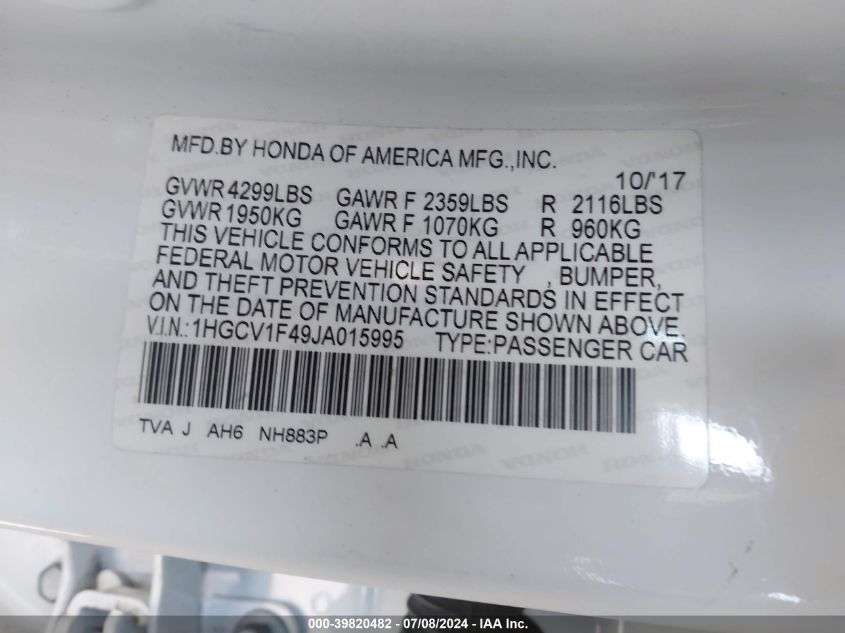 MFD.BY HONDA OF AMERICA MFG.,INC.
10/'17
GVWR 4299LBS GAWR F 2359LBS R 2116LBS
GVWR 1950KG GAWR F 1070KG R 960KG
THIS VEHICLE CONFORMS TO ALL APPLICABLE
FEDERAL MOTOR VEHICLE SAFETY , BUMPER,
AND THEFT PREVENTION STANDARDS IN EFFECT
ON THE DATE OF MANUFACTURE SHOWN ABOVE.
V.I.N.:1HGCV1F49JA015995 TYPE:PASSENGER CAR
TVA J AH6 NH883P .A .A
000-39820482 - 07/08/2024 - IAA Inc.